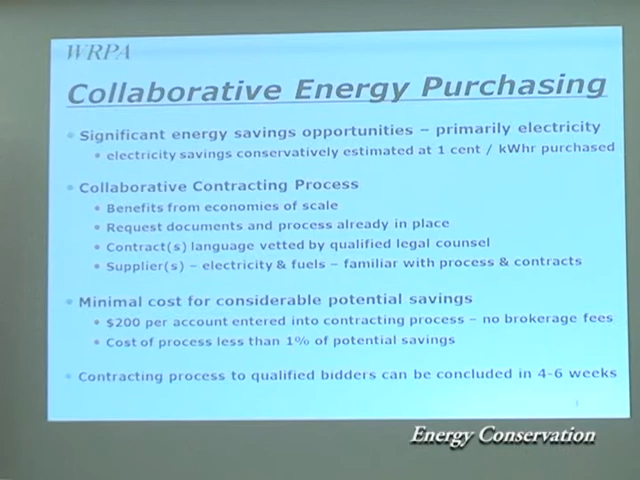 WRPA
Collaborative Energy Purchasing
• Significant energy savings opportunities – primarily electricity
• electricity savings conservatively estimated at 1 cent / kWhr purchased
• Collaborative Contracting Process
• Benefits from economies of scale
• Request documents and process already in place
• Contract(s) language vetted by qualified legal counsel
• Supplier(s) – electricity & fuels – familiar with process & contracts
• Minimal cost for considerable potential savings
• $200 per account entered into contracting process – no brokerage fees
• Cost of process less than 1% of potential savings
• Contracting process to qualified bidders can be concluded in 4-6 weeks
Energy Conservation